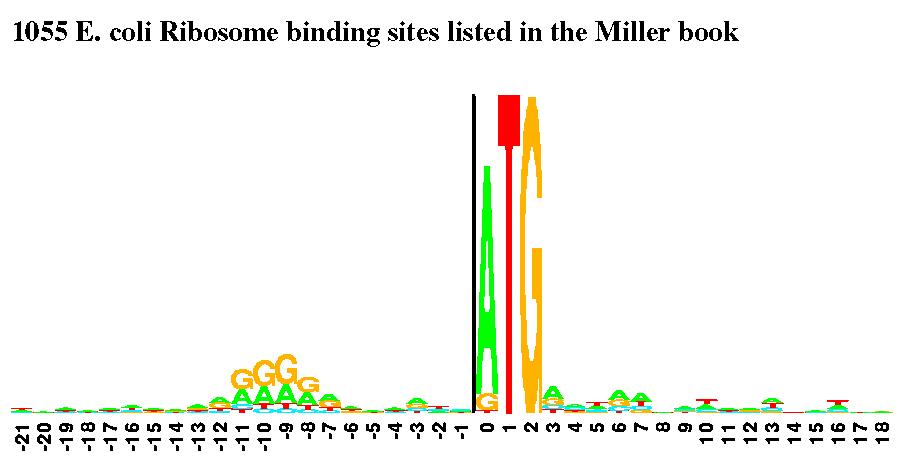 1055 E. coli Ribosome binding sites listed in the Miller book
A T G
G
G G G G
A A A A A
A A A
-21 -20 -19 -18 -17 -16 -15 -14 -13 -12 -11 -10 -9 -8 -7 -6 -5 -4 -3 -2 -1 0 1 2 3 4 5 6 7 8 9 10 11 12 13 14 15 16 17 18